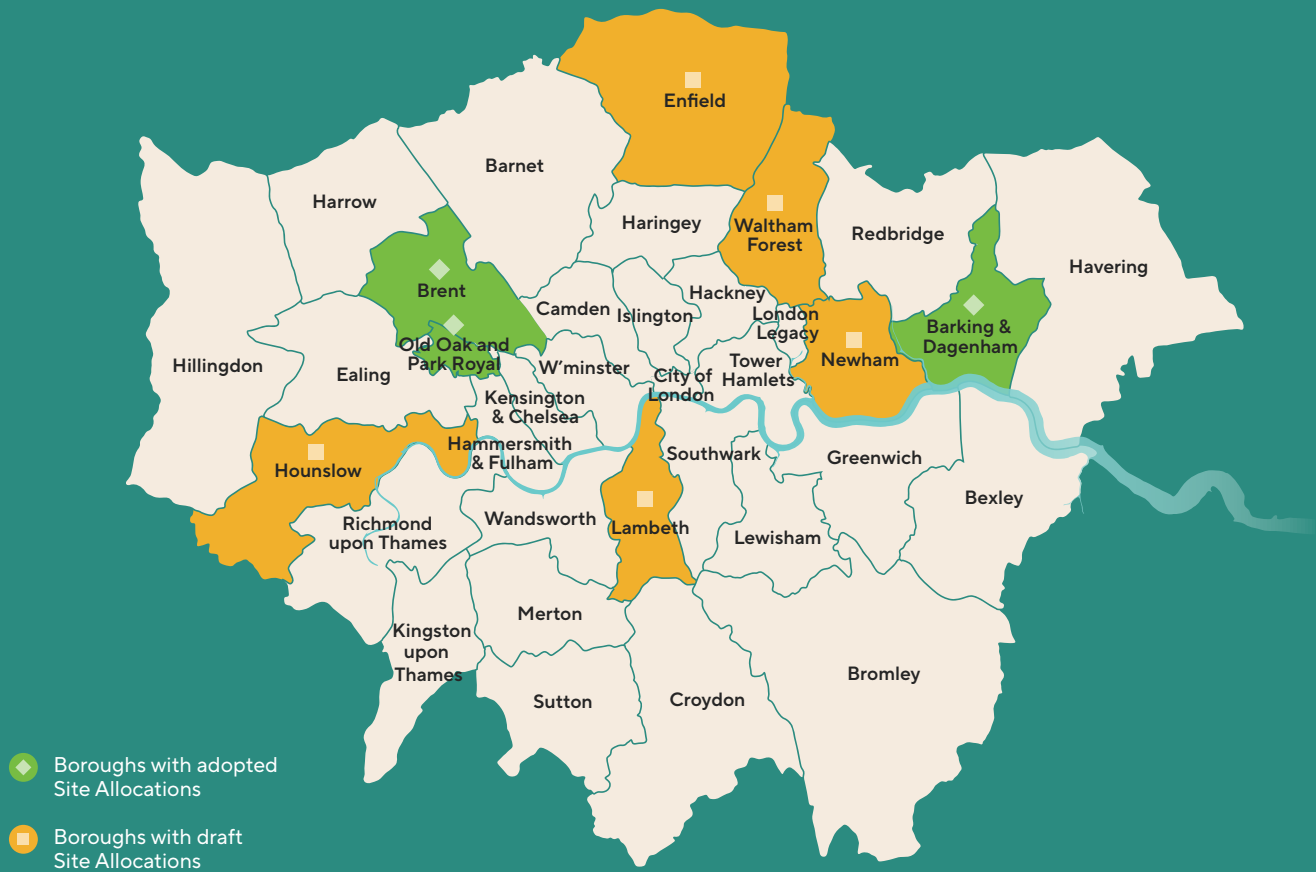 Enfield
Barnet
Harrow
Haringey
Waltham
Forest
Redbridge
Havering
Brent
Camden
Islington
Hackney
London
Legacy
Barking &
Dagenham
Old Oak and
Park Royal
Hillingdon
Ealing
W'minster
City of
London
Tower
Hamlets
Newham
Kensington
& Chelsea
Hammersmith
& Fulham
Hounslow
Southwark
Greenwich
Bexley
Richmond
upon Thames
Wandsworth
Lambeth
Lewisham
Merton
Kingston
upon
Thames
Sutton
Croydon
Bromley
Boroughs with adopted
Site Allocations
Boroughs with draft
Site Allocations